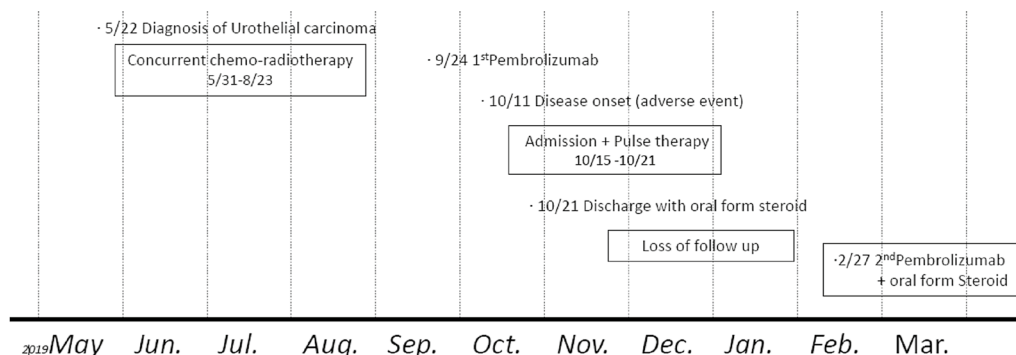 · 5/22 Diagnosis of Urothelial carcinoma
Concurrent chemo-radiotherapy
5/31-8/23
· 9/24 1stPembrolizumab
· 10/11 Disease onset (adverse event)
Admission + Pulse therapy
10/15 -10/21
· 10/21 Discharge with oral form steroid
Loss of follow up
·2/27 2ndPembrolizumab
+ oral form Steroid
2019 May Jun. Jul. Aug. Sep. Oct. Nov. Dec. Jan. Feb. Mar.